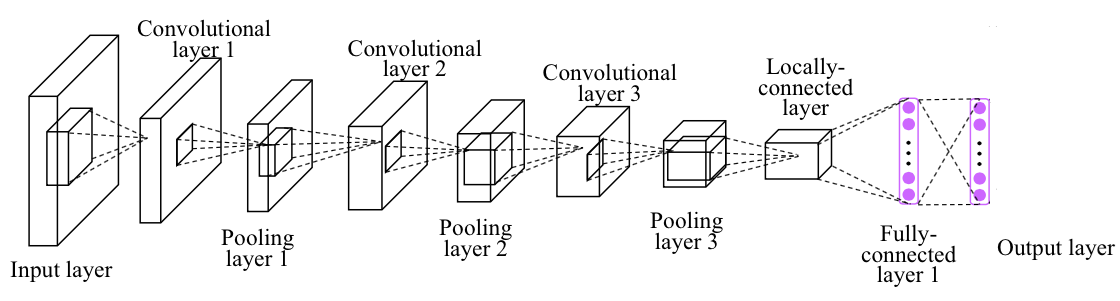 Convolutional
layer 1
Convolutional
layer 2
Convolutional
layer 3
Locally-
connected
layer
Input layer
Pooling
layer 1
Pooling
layer 2
Pooling
layer 3
Fully-
connected
layer 1
Output layer